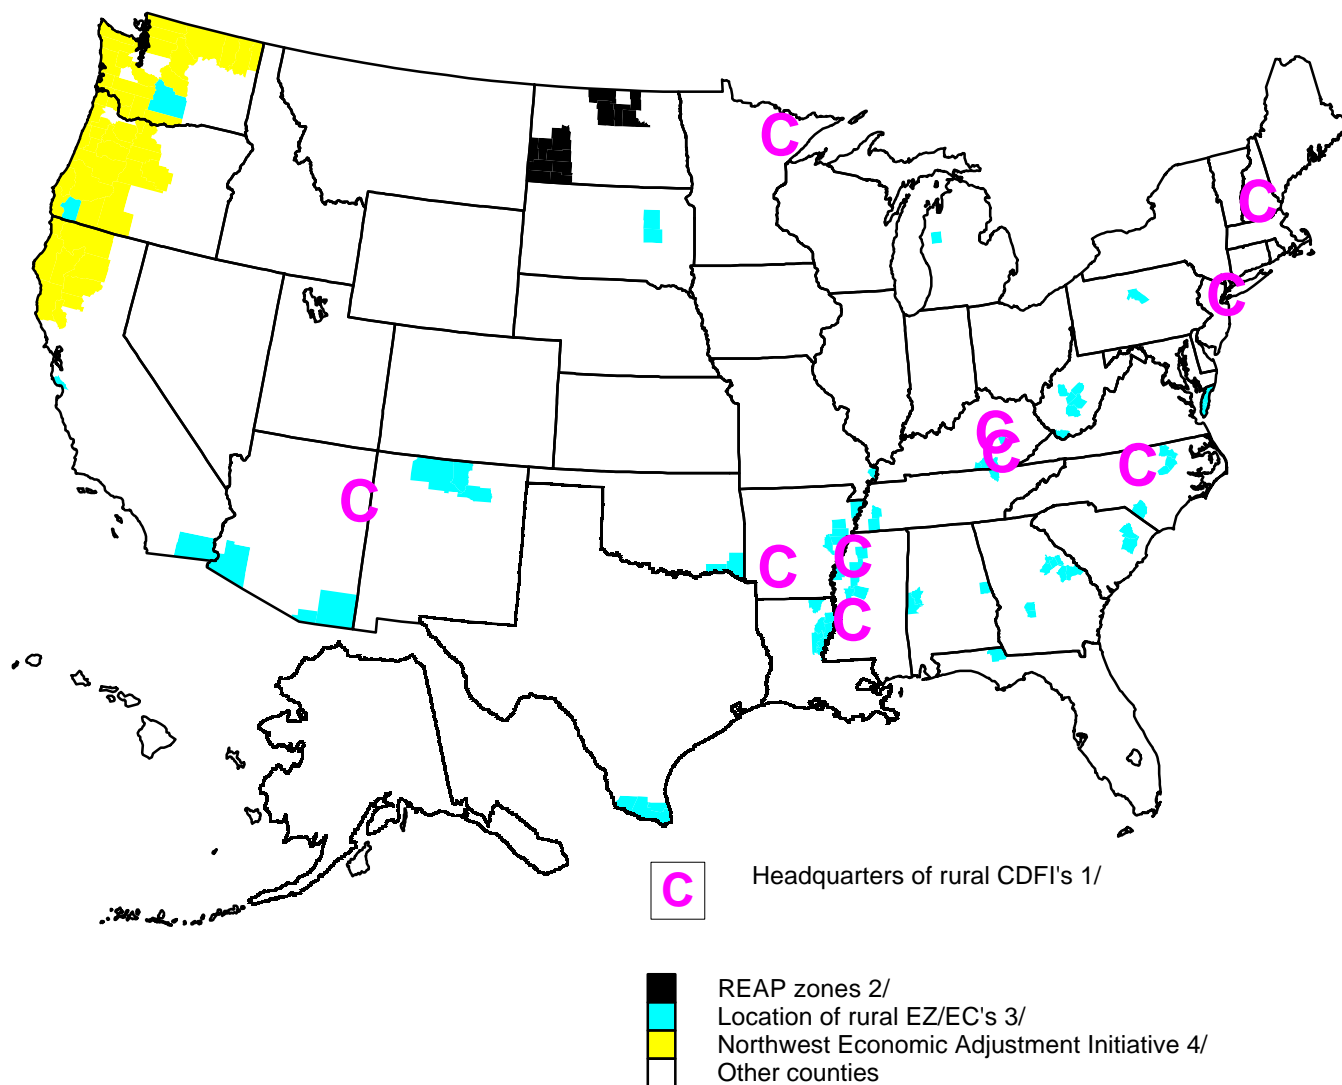 C
C
C
C
C
C
C
C
C
C
C Headquarters of rural CDFI's 1/
REAP zones 2/
Location of rural EZ/EC's 3/
Northwest Economic Adjustment Initiative 4/
Other counties